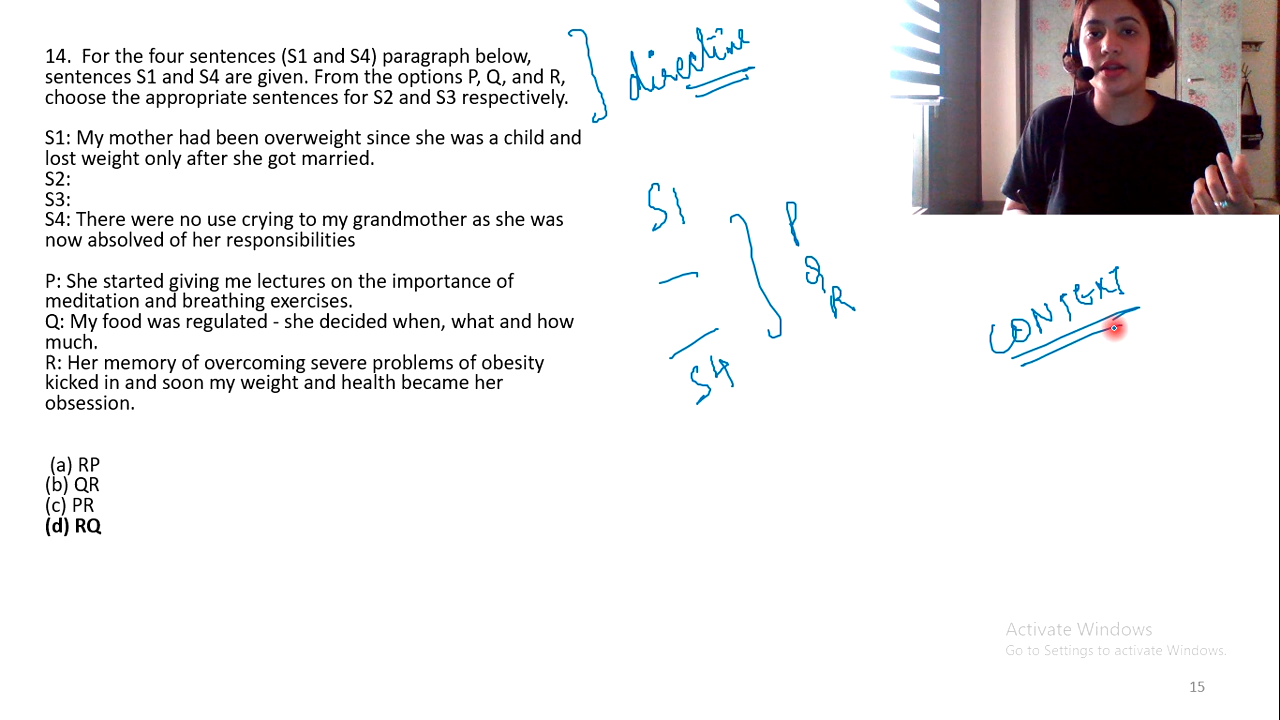 14. For the four sentences (S1 and S4) paragraph below,
sentences S1 and S4 are given. From the options P, Q, and R,
choose the appropriate sentences for S2 and S3 respectively.
directive
S1: My mother had been overweight since she was a child and
lost weight only after she got married.
S2:
S3:
S4: There were no use crying to my grandmother as she was
now absolved of her responsibilities
P: She started giving me lectures on the importance of
meditation and breathing exercises.
Q: My food was regulated - she decided when, what and how
much.
R: Her memory of overcoming severe problems of obesity
kicked in and soon my weight and health became her
obsession.
(a) RP
(b) QR
(c) PR
(d) RQ
S1
S4
P
Q
R
CONTEXT
Activate Windows
Go to Settings to activate Windows.
15